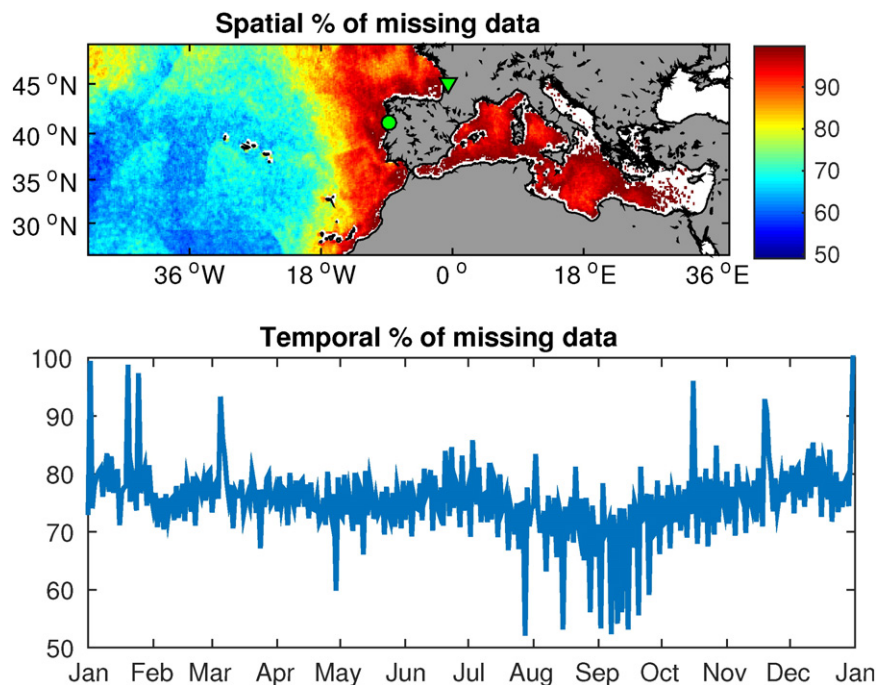 Spatial % of missing data
45 °N
40 °N
35 °N
30 °N
36 °W 18 °W 0 ° 18 °E 36 °E
90
80
70
60
50
Temporal % of missing data
100
90
80
70
60
50
Jan Feb Mar Apr May Jun Jul Aug Sep Oct Nov Dec Jan